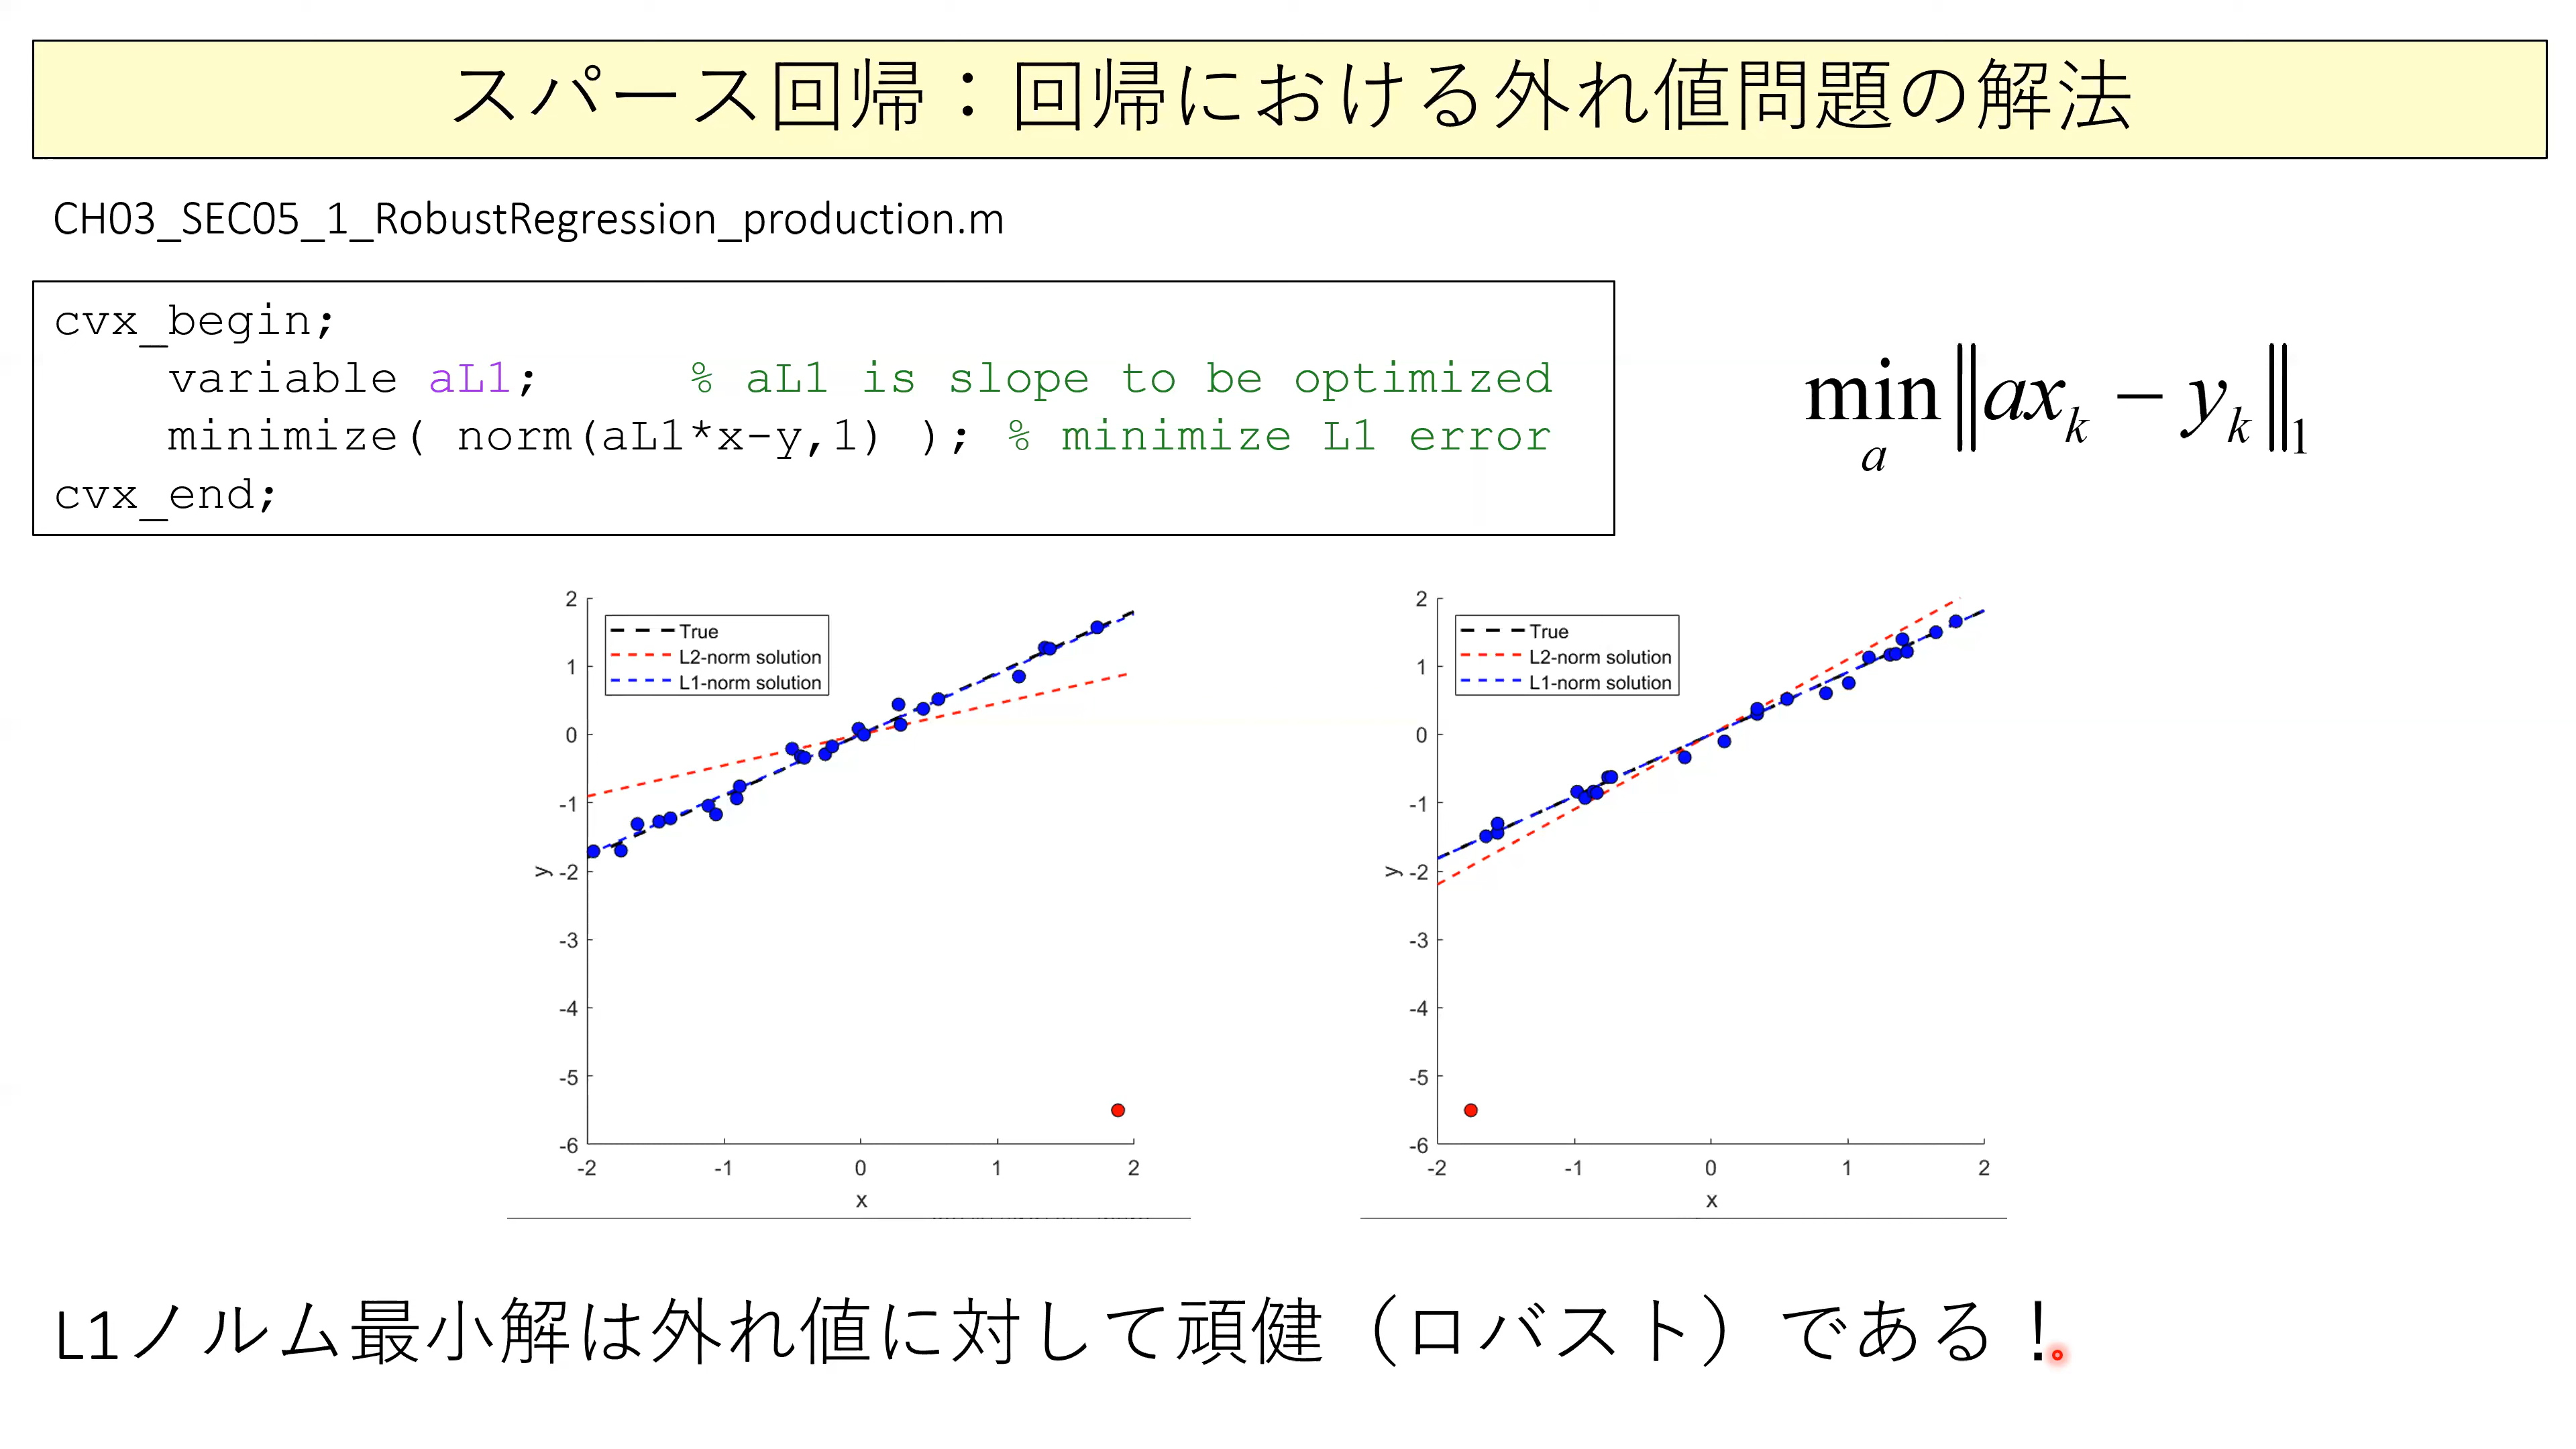 スパース回帰：回帰における外れ値問題の解法
CH03_SEC05_1_RobustRegression_production.m
cvx_begin;
variable aL1; % aL1 is slope to be optimized
minimize( norm(aL1*x-y,1) ); % minimize L1 error
cvx_end;
min ‖ax_k − y_k‖_1
a
True
L2-norm solution
L1-norm solution
2
1
0
-1
-2
-3
-4
-5
-6
y
-2 -1 0 1 2
x
True
L2-norm solution
L1-norm solution
2
1
0
-1
-2
-3
-4
-5
-6
y
-2 -1 0 1 2
x
L1ノルム最小解は外れ値に対して頑健（ロバスト）である！